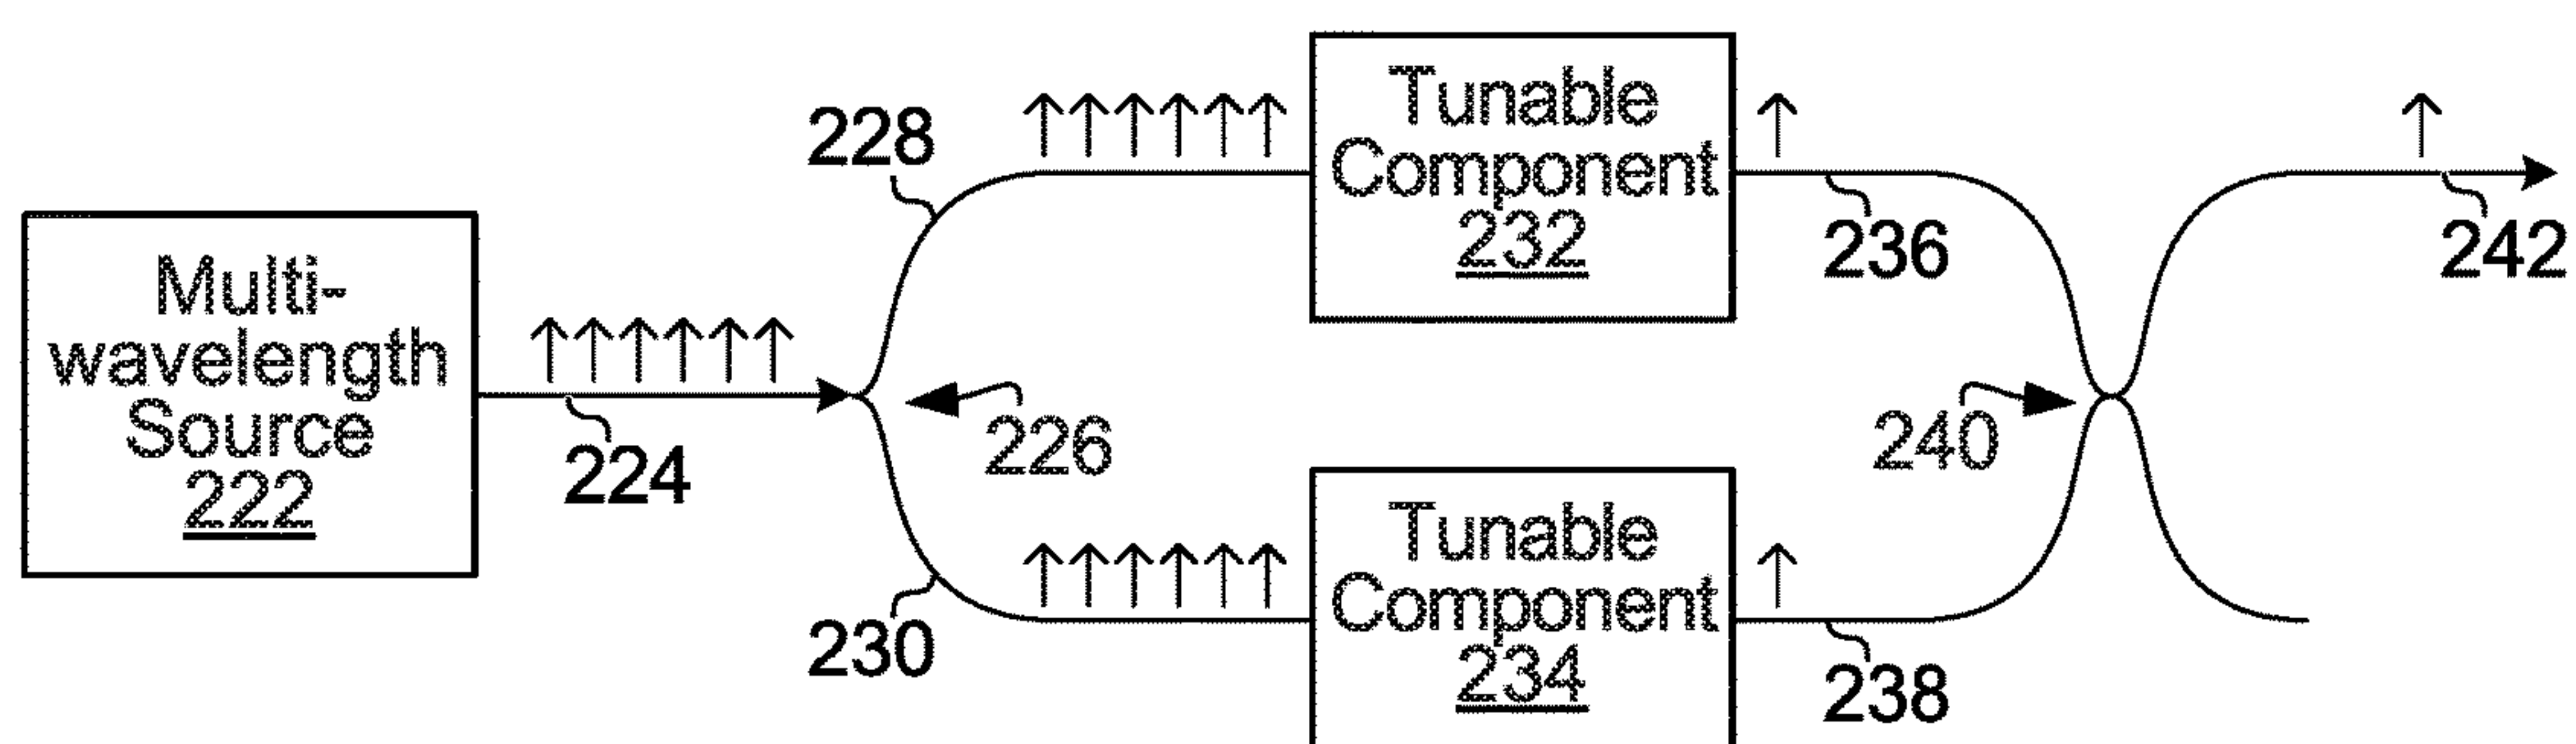 Multi-
wavelength
Source
222
224
226
228
230
Tunable
Component
232
Tunable
Component
234
236
238
240
242